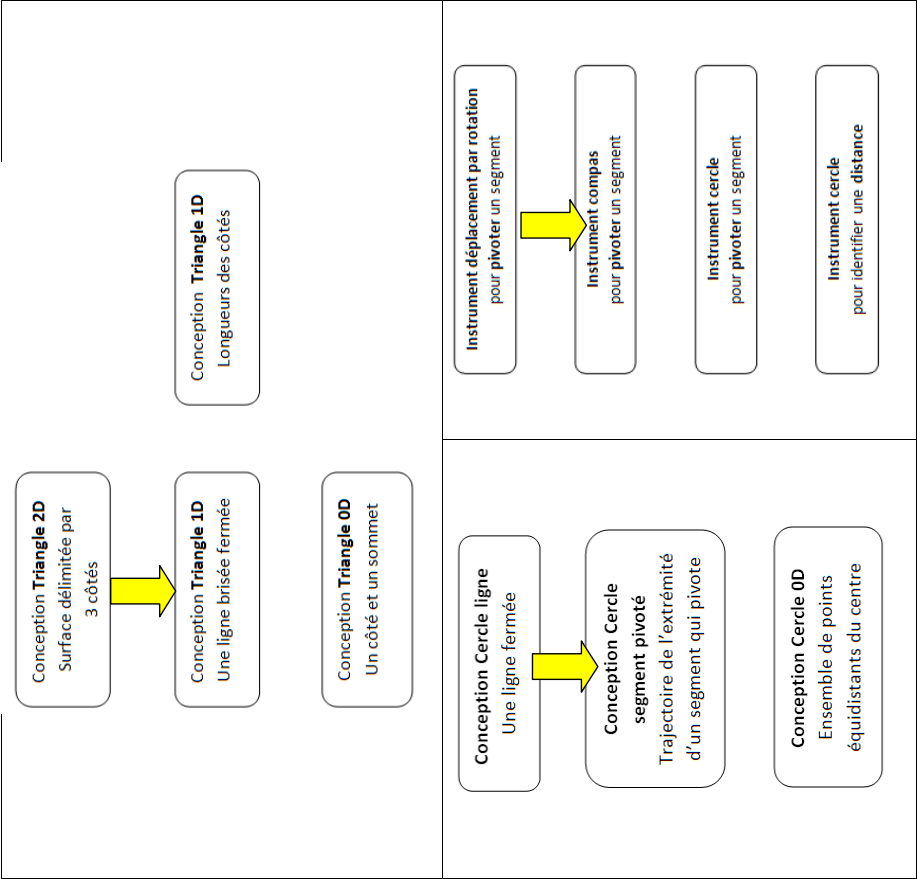 Conception Triangle 2D
Surface délimitée par
3 côtés
Conception Triangle 1D
Une ligne brisée fermée
Conception Triangle 0D
Un côté et un sommet
Conception Triangle 1D
Longueurs des côtés
Conception Cercle ligne
Une ligne fermée
Conception Cercle
segment pivoté
Trajectoire de l'extrémité
d'un segment qui pivote
Conception Cercle 0D
Ensemble de points
équidistants du centre
Instrument déplacement par rotation
pour pivoter un segment
Instrument compas
pour pivoter un segment
Instrument cercle
pour pivoter un segment
Instrument cercle
pour identifier une distance